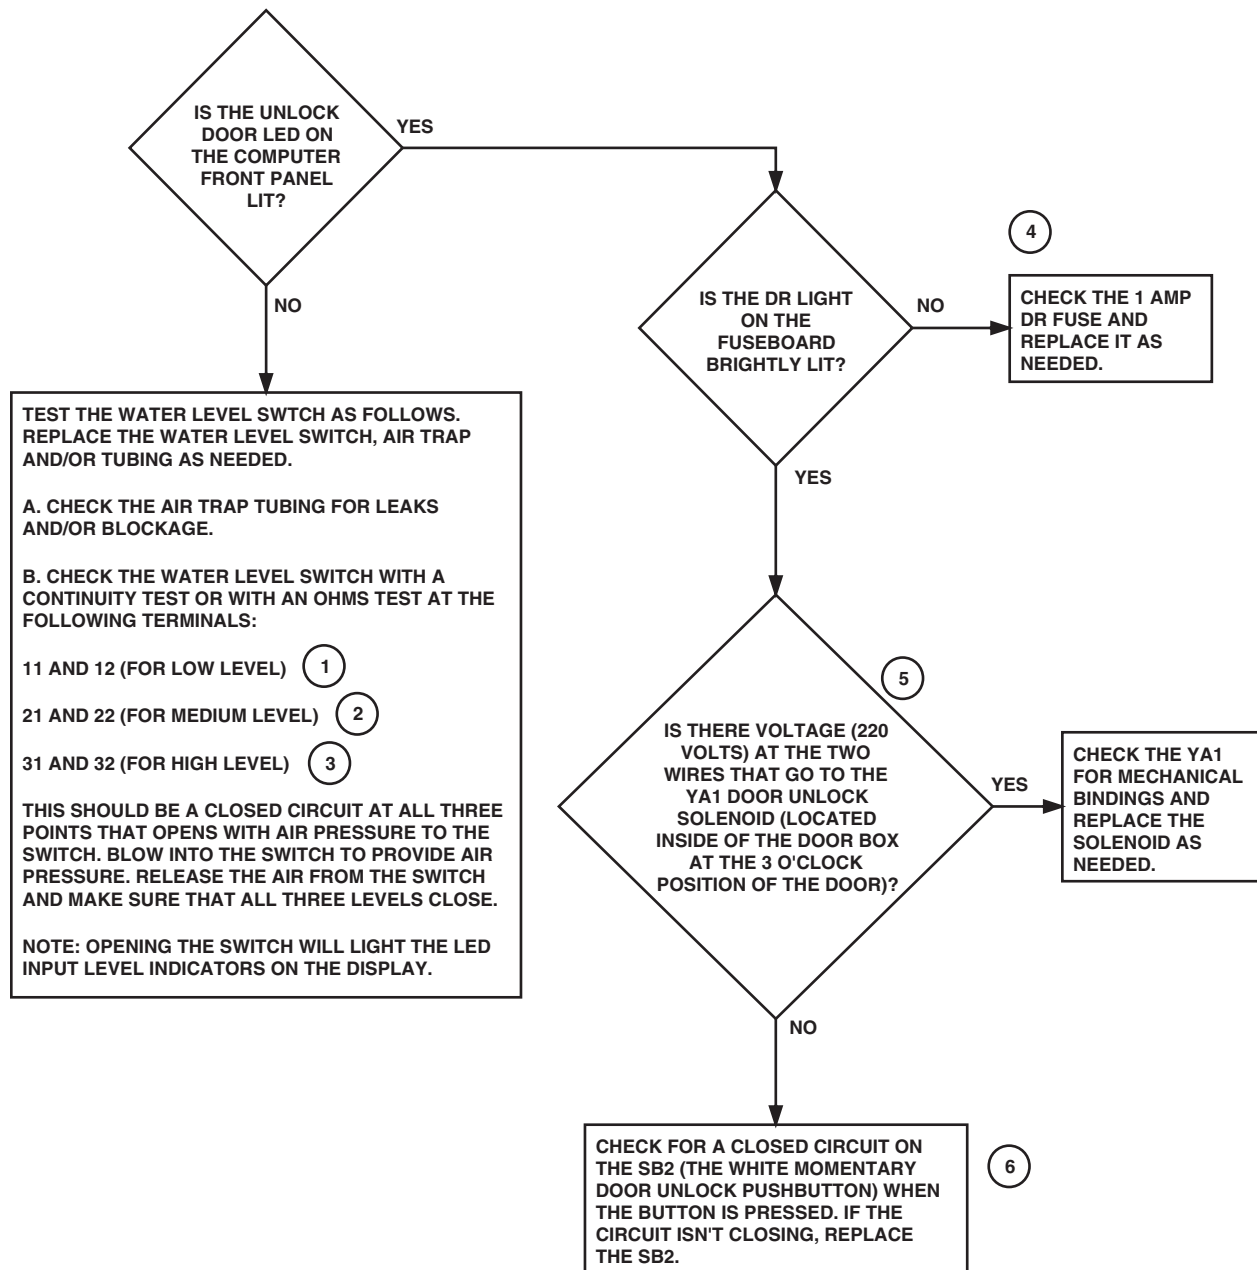 IS THE UNLOCK
DOOR LED ON
THE COMPUTER
FRONT PANEL
LIT?
YES
NO
TEST THE WATER LEVEL SWTCH AS FOLLOWS.
REPLACE THE WATER LEVEL SWITCH, AIR TRAP
AND/OR TUBING AS NEEDED.
A. CHECK THE AIR TRAP TUBING FOR LEAKS
AND/OR BLOCKAGE.
B. CHECK THE WATER LEVEL SWITCH WITH A
CONTINUITY TEST OR WITH AN OHMS TEST AT THE
FOLLOWING TERMINALS:
11 AND 12 (FOR LOW LEVEL) 1
21 AND 22 (FOR MEDIUM LEVEL) 2
31 AND 32 (FOR HIGH LEVEL) 3
THIS SHOULD BE A CLOSED CIRCUIT AT ALL THREE
POINTS THAT OPENS WITH AIR PRESSURE TO THE
SWITCH. BLOW INTO THE SWITCH TO PROVIDE AIR
PRESSURE. RELEASE THE AIR FROM THE SWITCH
AND MAKE SURE THAT ALL THREE LEVELS CLOSE.
NOTE: OPENING THE SWITCH WILL LIGHT THE LED
INPUT LEVEL INDICATORS ON THE DISPLAY.
IS THE DR LIGHT
ON THE
FUSEBOARD
BRIGHTLY LIT?
NO
4
CHECK THE 1 AMP
DR FUSE AND
REPLACE IT AS
NEEDED.
YES
5
IS THERE VOLTAGE (220
VOLTS) AT THE TWO
WIRES THAT GO TO THE
YA1 DOOR UNLOCK
SOLENOID (LOCATED
INSIDE OF THE DOOR BOX
AT THE 3 O'CLOCK
POSITION OF THE DOOR)?
YES
CHECK THE YA1
FOR MECHANICAL
BINDINGS AND
REPLACE THE
SOLENOID AS
NEEDED.
NO
CHECK FOR A CLOSED CIRCUIT ON
THE SB2 (THE WHITE MOMENTARY
DOOR UNLOCK PUSHBUTTON) WHEN
THE BUTTON IS PRESSED. IF THE
CIRCUIT ISN'T CLOSING, REPLACE
THE SB2.
6